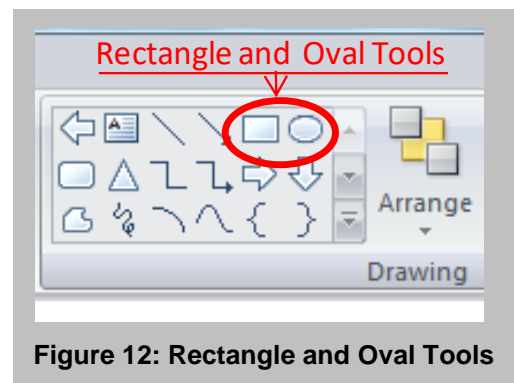 Rectangle and Oval Tools
A
Arrange
Drawing
Figure 12: Rectangle and Oval Tools